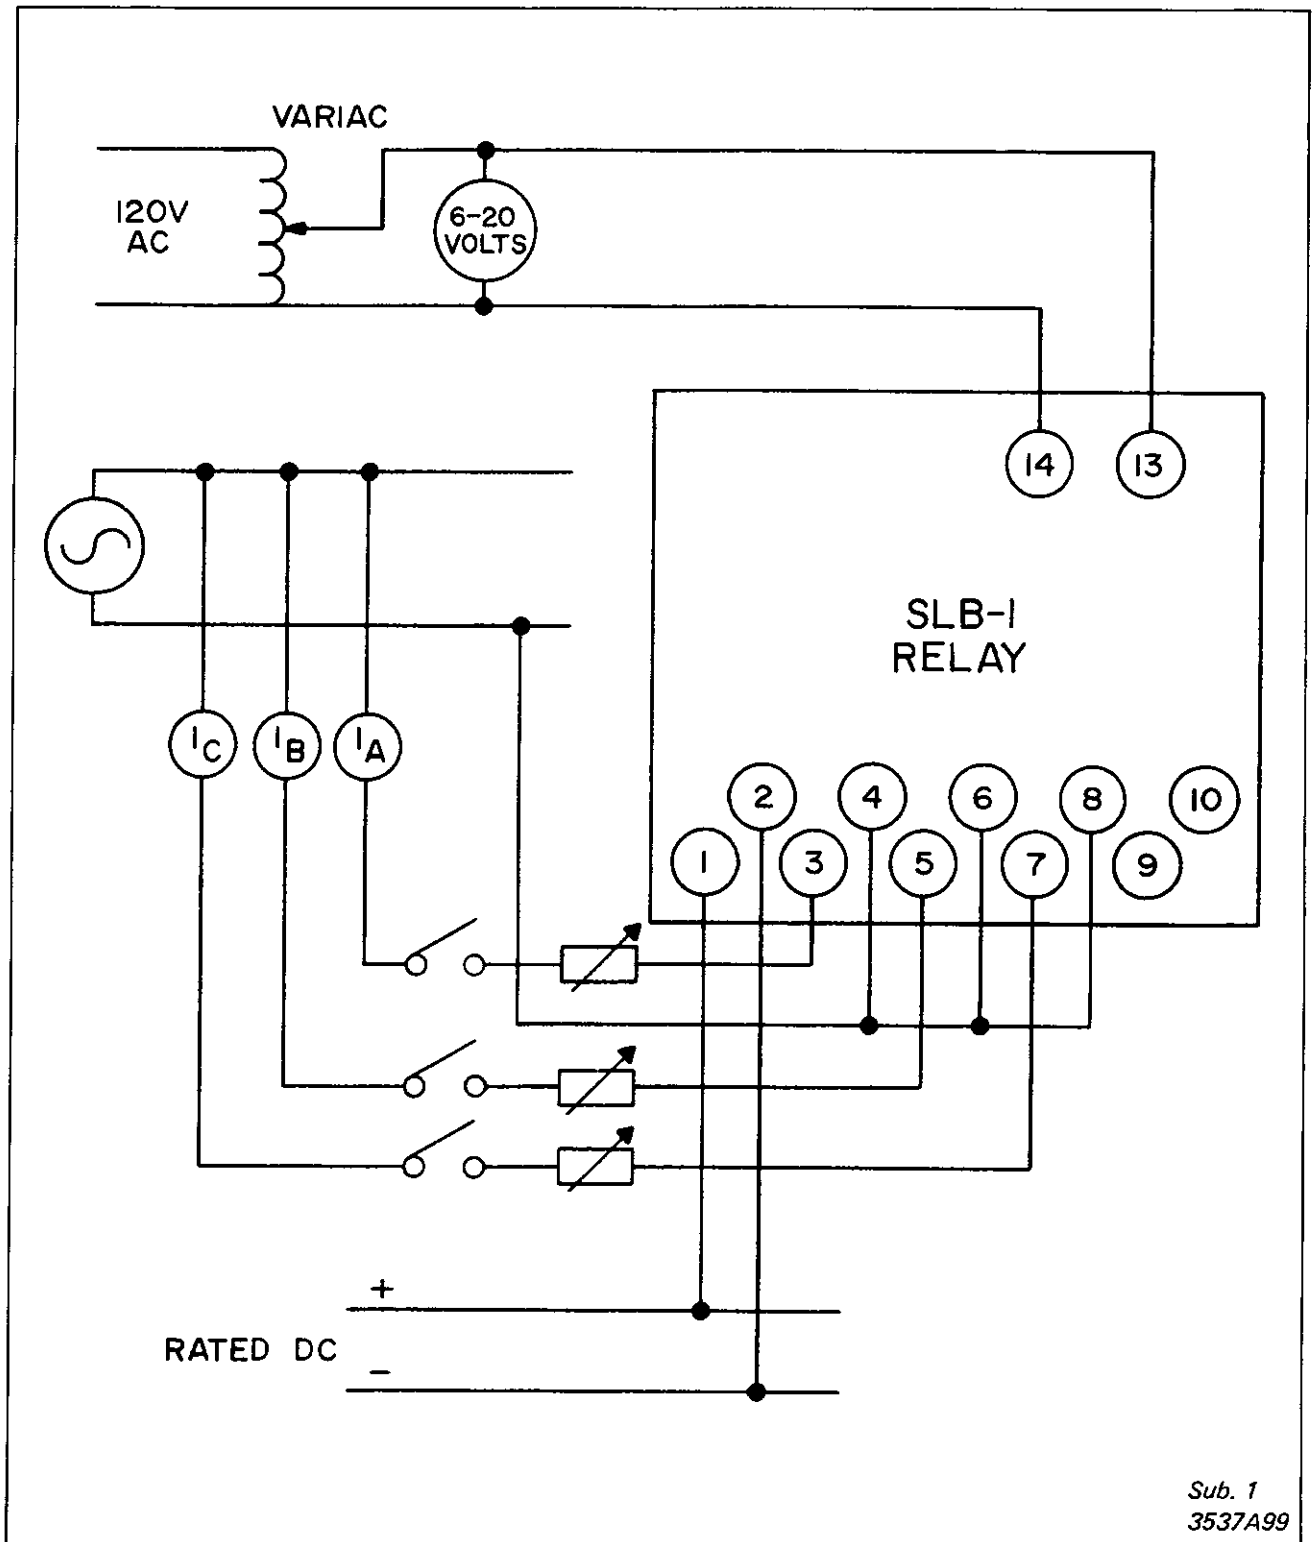 VARIAC
120V
AC
6-20
VOLTS
14
13
SLB-1
RELAY
IC
IB
IA
2
4
6
8
10
1
3
5
7
9
+
RATED DC
−
Sub. 1
3537A99